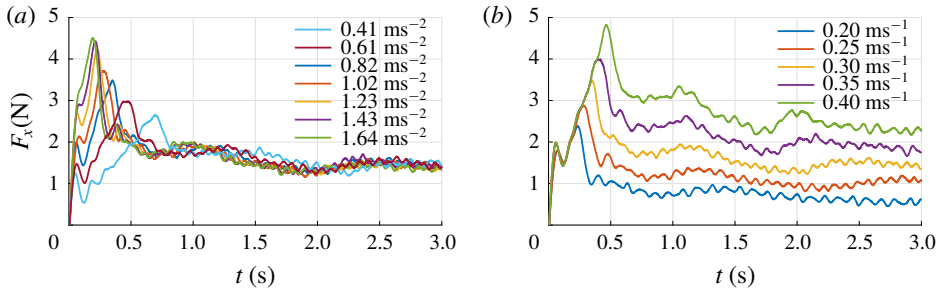 (a)
5
4
3
2
1
0
F_x(N)
0.41 ms⁻²
0.61 ms⁻²
0.82 ms⁻²
1.02 ms⁻²
1.23 ms⁻²
1.43 ms⁻²
1.64 ms⁻²
0.5 1.0 1.5 2.0 2.5 3.0
t (s)
(b)
5
4
3
2
1
0
0.20 ms⁻¹
0.25 ms⁻¹
0.30 ms⁻¹
0.35 ms⁻¹
0.40 ms⁻¹
0.5 1.0 1.5 2.0 2.5 3.0
t (s)